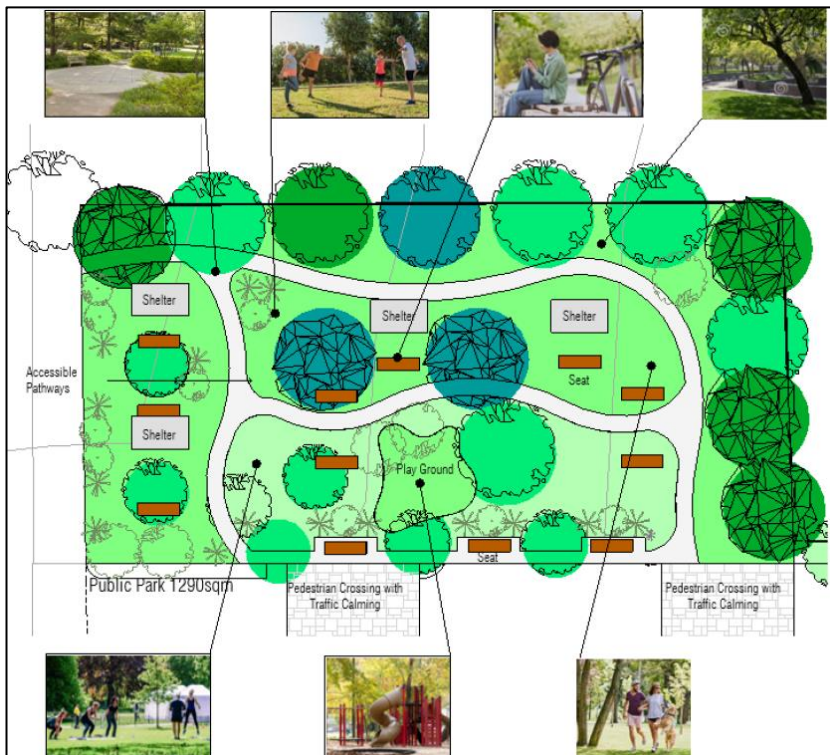 Shelter
Shelter
Shelter
Accessible
Pathways
Seat
Shelter
Play Ground
Seat
Public Park 1290sqm
Pedestrian Crossing with
Traffic Calming
Pedestrian Crossing with
Traffic Calming